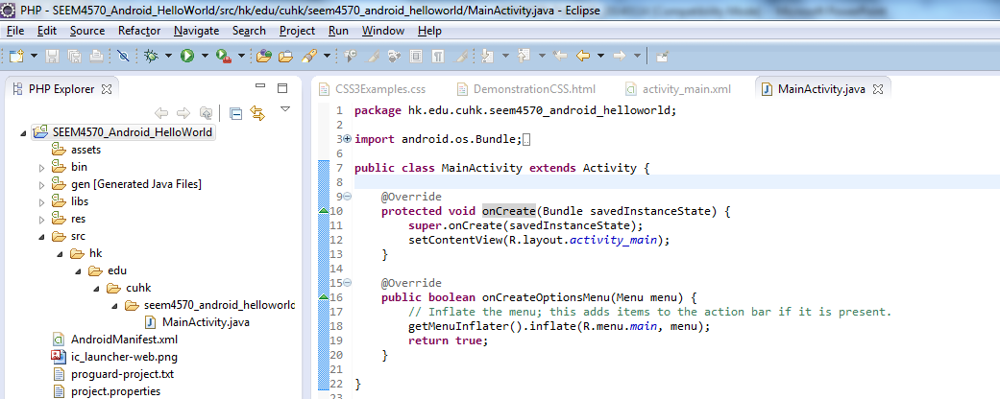 PHP - SEEM4570_Android_HelloWorld/src/hk/edu/cuhk/seem4570_android_helloworld/MainActivity.java - Eclipse
File Edit Source Refactor Navigate Search Project Run Window Help
PHP Explorer
SEEM4570_Android_HelloWorld
assets
bin
gen [Generated Java Files]
libs
res
src
hk
edu
cuhk
seem4570_android_helloworld
MainActivity.java
AndroidManifest.xml
ic_launcher-web.png
proguard-project.txt
project.properties
CSS3Examples.css DemonstrationCSS.html activity_main.xml MainActivity.java
1 package hk.edu.cuhk.seem4570_android_helloworld;
2
3 import android.os.Bundle;
6
7 public class MainActivity extends Activity {
8
9 @Override
10 protected void onCreate(Bundle savedInstanceState) {
11 super.onCreate(savedInstanceState);
12 setContentView(R.layout.activity_main);
13 }
14
15 @Override
16 public boolean onCreateOptionsMenu(Menu menu) {
17 // Inflate the menu; this adds items to the action bar if it is present.
18 getMenuInflater().inflate(R.menu.main, menu);
19 return true;
20 }
21
22 }
23